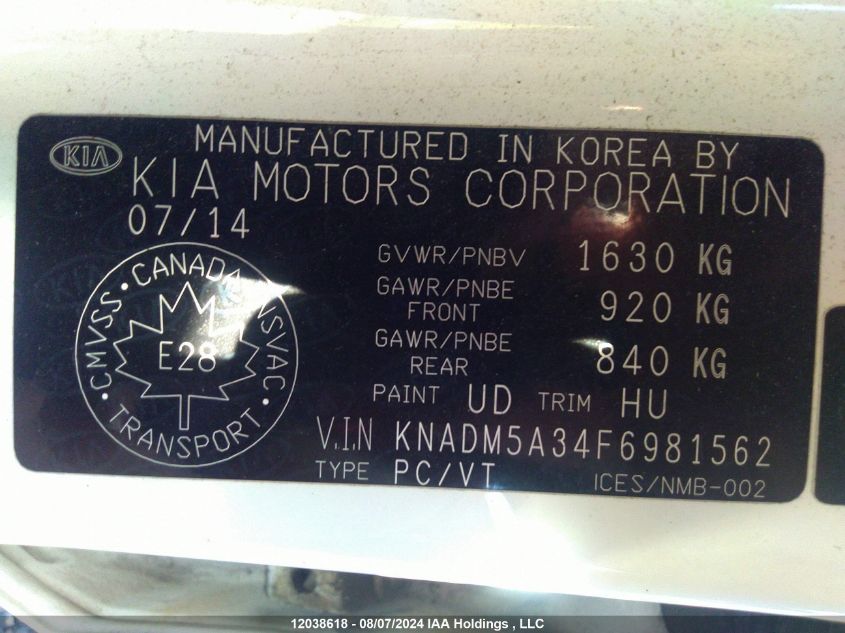 KIA
MANUFACTURED IN KOREA BY
KIA MOTORS CORPORATION
07/14
GVWR/PNBV 1630 KG
GAWR/PNBE FRONT 920 KG
GAWR/PNBE REAR 840 KG
PAINT UD TRIM HU
V.I.N KNADM5A34F6981562
TYPE PC/VT
ICES/NMB-002
CANADA
CMVSS
NSVAC
TRANSPORT
E28
12038618 - 08/07/2024 IAA Holdings , LLC